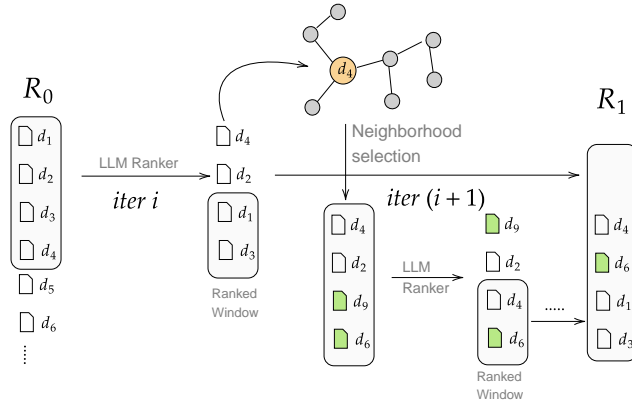 R0
d1
d2
d3
d4
d5
d6
LLM Ranker
iter i
d4
d2
d1
d3
Ranked
Window
d4
Neighborhood
selection
iter (i + 1)
d4
d2
d9
d6
LLM
Ranker
d9
d2
d4
d6
Ranked
Window
.....
R1
d4
d6
d1
d3